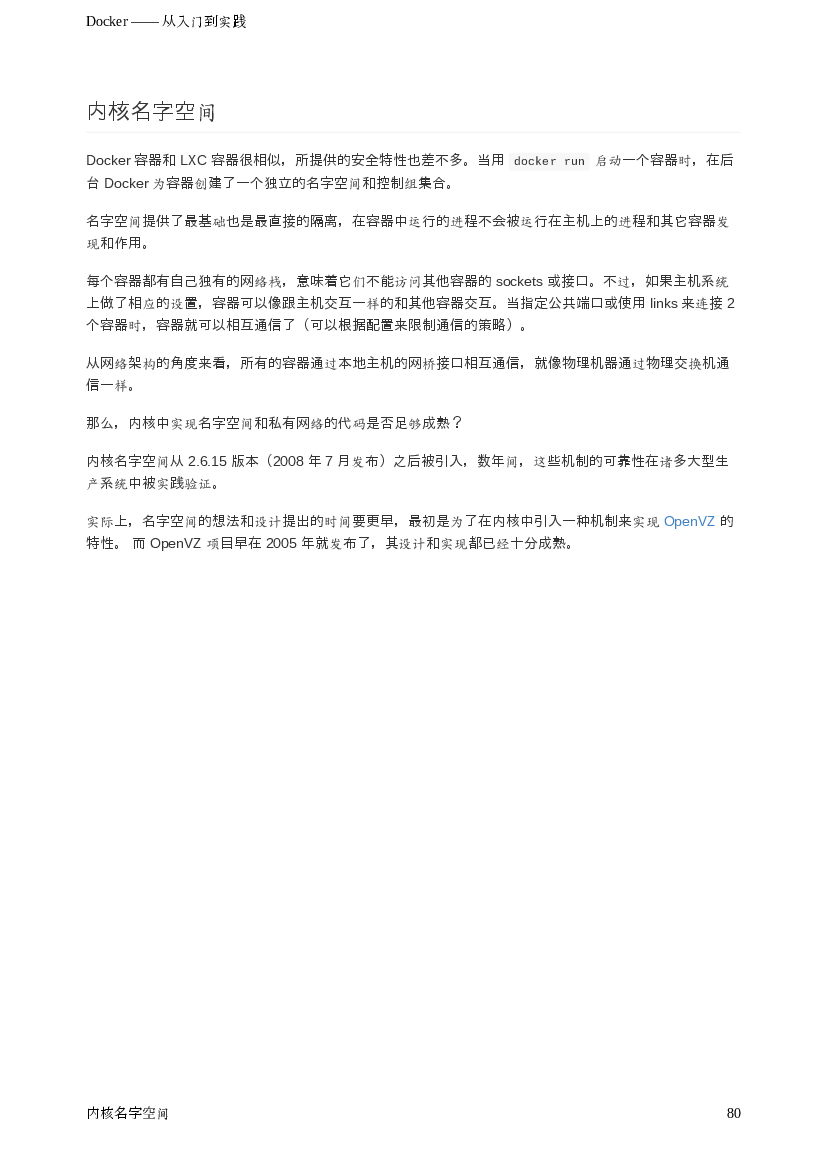 Docker —— 从入门到实践
内核名字空间
Docker 容器和 LXC 容器很相似，所提供的安全特性也差不多。当用 docker run 启动一个容器时，在后
台 Docker 为容器创建了一个独立的名字空间和控制组集合。
名字空间提供了最基础也是最直接的隔离，在容器中运行的进程不会被运行在主机上的进程和其它容器发
现和作用。
每个容器都有自己独有的网络栈，意味着它们不能访问其他容器的 sockets 或接口。不过，如果主机系统
上做了相应的设置，容器可以像跟主机交互一样的和其他容器交互。当指定公共端口或使用 links 来连接 2
个容器时，容器就可以相互通信了（可以根据配置来限制通信的策略）。
从网络架构的角度来看，所有的容器通过本地主机的网桥接口相互通信，就像物理机器通过物理交换机通
信一样。
那么，内核中实现名字空间和私有网络的代码是否足够成熟？
内核名字空间从 2.6.15 版本（2008 年 7 月发布）之后被引入，数年间，这些机制的可靠性在诸多大型生
产系统中被实践验证。
实际上，名字空间的想法和设计提出的时间要更早，最初是为了在内核中引入一种机制来实现 OpenVZ 的
特性。 而 OpenVZ 项目早在 2005 年就发布了，其设计和实现都已经十分成熟。
内核名字空间
80